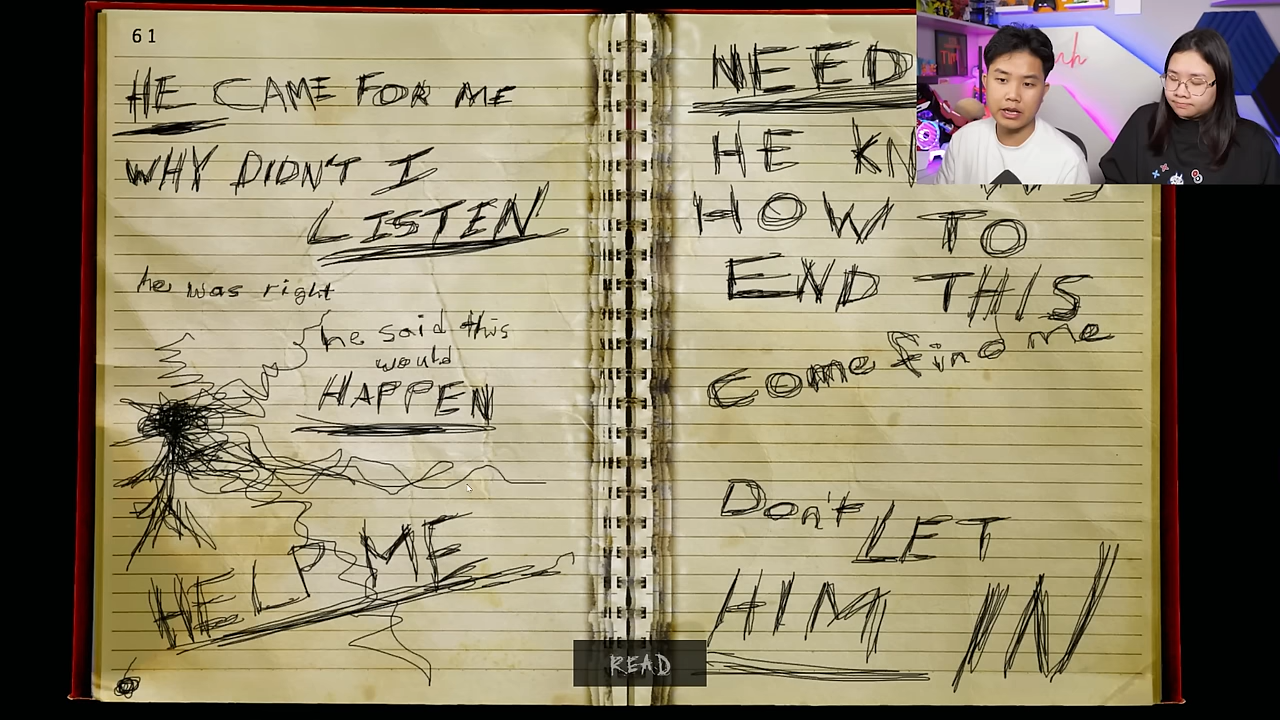 61
HE CAME FOR ME
WHY DIDN'T I
LISTEN
he was right
he said this
would
HAPPEN
HELP ME
NEED
HE
HOW TO
END THIS
come find me
Don't LET
HIM IN
READ